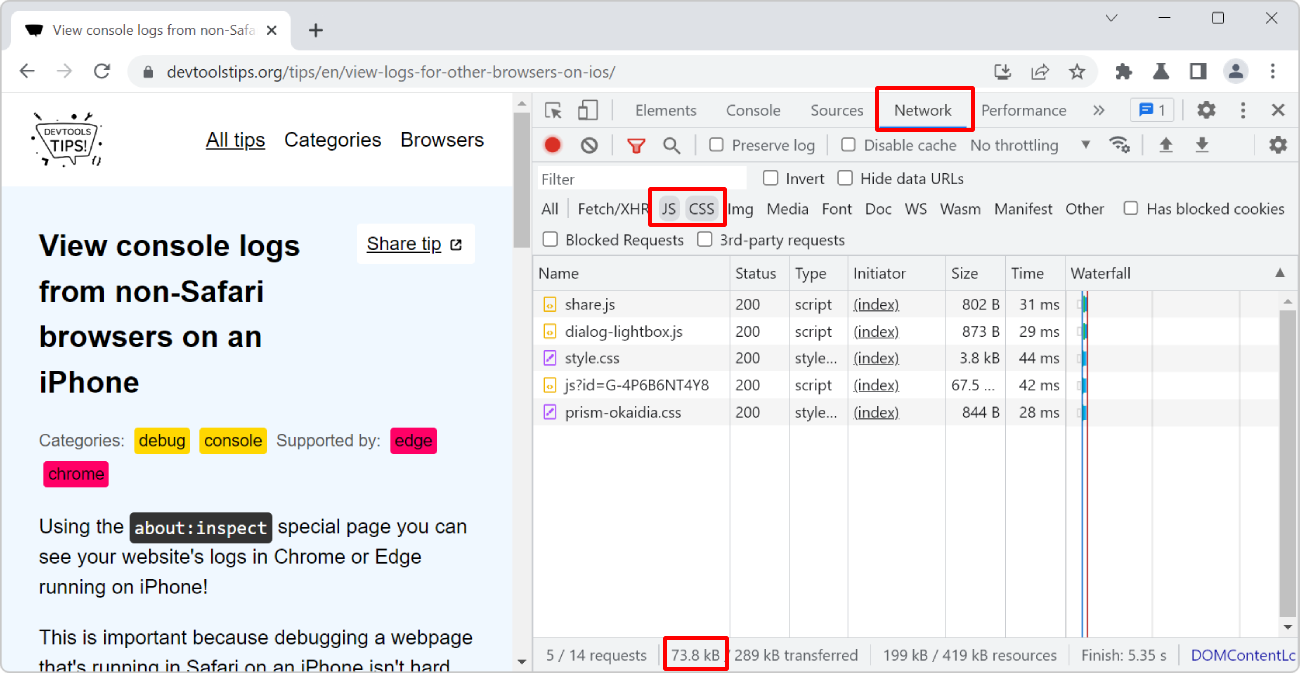 View console logs from non-Safa
devtoolstips.org/tips/en/view-logs-for-other-browsers-on-ios/
DEVTOOLS
TIPS!
All tips Categories Browsers
View console logs
from non-Safari
browsers on an
iPhone
Share tip
Categories: debug console Supported by: edge
chrome
Using the about:inspect special page you can
see your website's logs in Chrome or Edge
running on iPhone!
This is important because debugging a webpage
that's running in Safari on an iPhone isn't hard
Elements Console Sources Network Performance » 1
Preserve log Disable cache No throttling
Filter Invert Hide data URLs
All Fetch/XHR JS CSS Img Media Font Doc WS Wasm Manifest Other Has blocked cookies
Blocked Requests 3rd-party requests
Name Status Type Initiator Size Time Waterfall
share.js 200 script (index) 802 B 31 ms
dialog-lightbox.js 200 script (index) 873 B 29 ms
style.css 200 style... (index) 3.8 kB 44 ms
js?id=G-4P6B6NT4Y8 200 script (index) 67.5 ... 42 ms
prism-okaidia.css 200 style... (index) 844 B 28 ms
5 / 14 requests 73.8 kB / 289 kB transferred 199 kB / 419 kB resources Finish: 5.35 s DOMContentLc